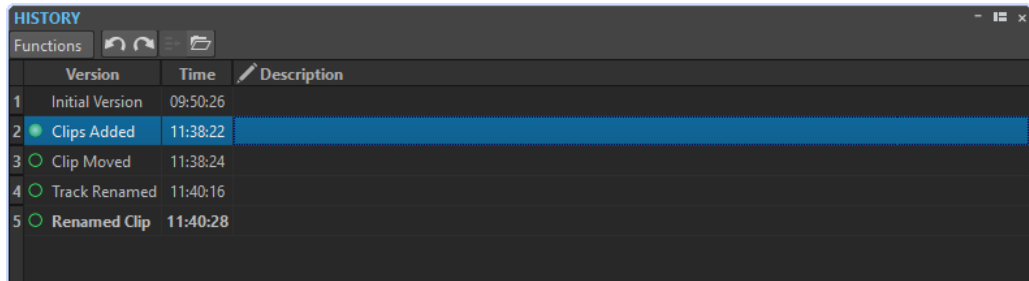 HISTORY
Functions
Version Time Description
1 Initial Version 09:50:26
2 Clips Added 11:38:22
3 Clip Moved 11:38:24
4 Track Renamed 11:40:16
5 Renamed Clip 11:40:28